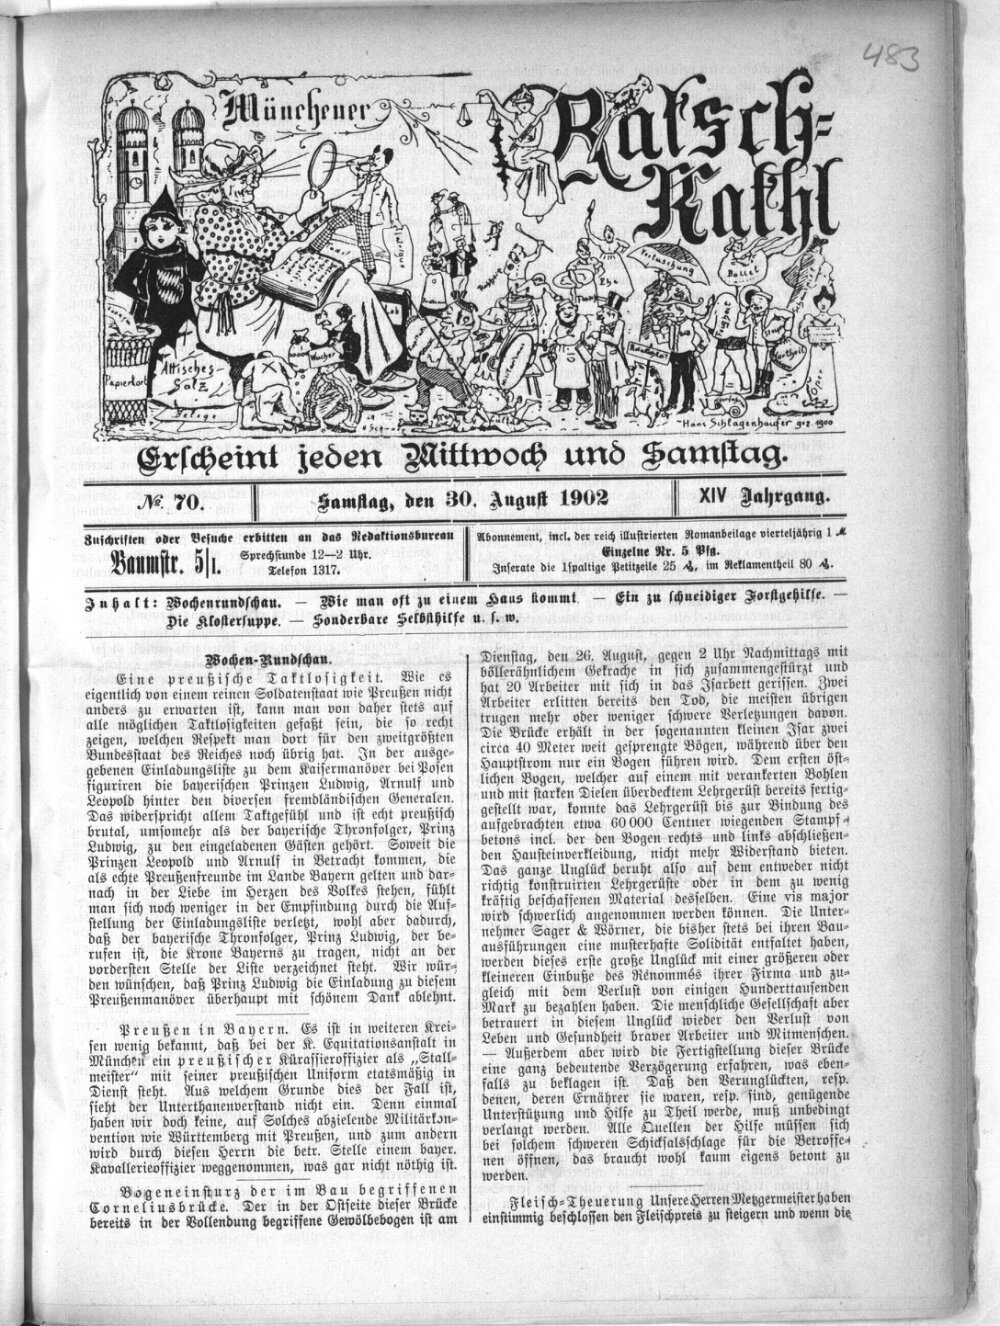 483
Münchener
Ratsch-
Kathl
Vertuschung
Ballet
Ehe
Wucher
Papierkorb
Attisches
Salz
Hans Schlagenhaufer gez. 1900
Erscheint jeden Mittwoch und Samstag.
No. 70.
Samstag, den 30. August 1902
XIV Jahrgang.
Zuschriften oder Besuche erbitten an das Redaktionsbureau
Baumstr. 5/I.
Sprechstunde 12—2 Uhr.
Telefon 1317.
Abonnement, incl. der reich illustrierten Romanbeilage vierteljährig 1 M
Einzelne Nr. 5 Pfg.
Inserate die 1spaltige Petitzeile 25 ₰, im Reklamentheil 80 ₰.
Inhalt: Wochenrundschau. — Wie man oft zu einem Haus kommt. — Ein zu schneidiger Forstgehilfe. —
Die Klostersuppe. — Sonderbare Selbsthilfe u. s. w.
Wochen-Rundschau.
Eine preußische Taktlosigkeit. Wie es
eigentlich von einem reinen Soldatenstaat wie Preußen nicht
anders zu erwarten ist, kann man von daher stets auf
alle möglichen Taktlosigkeiten gefaßt sein, die so recht
zeigen, welchen Respekt man dort für den zweitgrößten
Bundesstaat des Reiches noch übrig hat. In der ausge-
gebenen Einladungsliste zu dem Kaisermanöver bei Posen
figuriren die bayerischen Prinzen Ludwig, Arnulf und
Leopold hinter den diversen fremdländischen Generalen.
Das widerspricht allem Taktgefühl und ist echt preußisch
brutal, umsomehr als der bayerische Thronfolger, Prinz
Ludwig, zu den eingeladenen Gästen gehört. Soweit die
Prinzen Leopold und Arnulf in Betracht kommen, die
als echte Preußenfreunde im Lande Bayern gelten und dar-
nach in der Liebe im Herzen des Volkes stehen, fühlt
man sich noch weniger in der Empfindung durch die Auf-
stellung der Einladungsliste verletzt, wohl aber dadurch,
daß der bayerische Thronfolger, Prinz Ludwig, der be-
rufen ist, die Krone Bayerns zu tragen, nicht an der
vordersten Stelle der Liste verzeichnet steht. Wir wür-
den wünschen, daß Prinz Ludwig die Einladung zu diesem
Preußenmanöver überhaupt mit schönem Dank ablehnt.
Preußen in Bayern. Es ist in weiteren Krei-
sen wenig bekannt, daß bei der K. Equitationsanstalt in
München ein preußischer Kürassieroffizier als „Stall-
meister“ mit seiner preußischen Uniform etatsmäßig in
Dienst steht. Aus welchem Grunde dies der Fall ist,
sieht der Unterthanenverstand nicht ein. Denn einmal
haben wir doch keine, auf Solches abzielende Militärkon-
vention wie Württemberg mit Preußen, und zum andern
wird durch diesen Herrn die betr. Stelle einem bayer.
Kavallerieoffizier weggenommen, was gar nicht nöthig ist.
Bogeneinsturz der im Bau begriffenen
Corneliusbrücke. Der in der Ostseite dieser Brücke
bereits in der Vollendung begriffene Gewölbebogen ist am
Dienstag, den 26. August, gegen 2 Uhr Nachmittags mit
böllerähnlichem Gekrache in sich zusammengestürzt und
hat 20 Arbeiter mit sich in das Isarbett gerissen. Zwei
Arbeiter erlitten bereits den Tod, die meisten übrigen
trugen mehr oder weniger schwere Verletzungen davon.
Die Brücke erhält in der sogenannten kleinen Isar zwei
circa 40 Meter weit gesprengte Bögen, während über den
Hauptstrom nur ein Bogen führen wird. Dem ersten öst-
lichen Bogen, welcher auf einem mit verankerten Bohlen
und mit starken Dielen überdecktem Lehrgerüst bereits fertig-
gestellt war, konnte das Lehrgerüst bis zur Bindung des
aufgebrachten etwa 60 000 Centner wiegenden Stampf-
betons incl. der den Bogen rechts und links abschließen-
den Hausteinverkleidung, nicht mehr Widerstand bieten.
Das ganze Unglück beruht also auf dem entweder nicht
richtig konstruirten Lehrgerüste oder in dem zu wenig
kräftig beschaffenen Material desselben. Eine vis major
wird schwerlich angenommen werden können. Die Unter-
nehmer Sager & Wörner, die bisher stets bei ihren Bau-
ausführungen eine musterhafte Solidität entfaltet haben,
werden dieses erste große Unglück mit einer größeren oder
kleineren Einbuße des Rénommés ihrer Firma und zu-
gleich mit dem Verlust von einigen Hunderttausenden
Mark zu bezahlen haben. Die menschliche Gesellschaft aber
betrauert in diesem Unglück wieder den Verlust von
Leben und Gesundheit braver Arbeiter und Mitmenschen.
— Außerdem aber wird die Fertigstellung dieser Brücke
eine ganz bedeutende Verzögerung erfahren, was eben-
falls zu beklagen ist. Daß den Verunglückten, resp.
denen, deren Ernährer sie waren, resp. sind, genügende
Unterstützung und Hilfe zu Theil werde, muß unbedingt
verlangt werden. Alle Quellen der Hilfe müssen sich
bei solchem schweren Schicksalsschlage für die Betroffe-
nen öffnen, das braucht wohl kaum eigens betont zu
werden.
Fleisch-Theuerung Unsere Herren Metzgermeister haben
einstimmig beschlossen den Fleischpreis zu steigern und wenn die